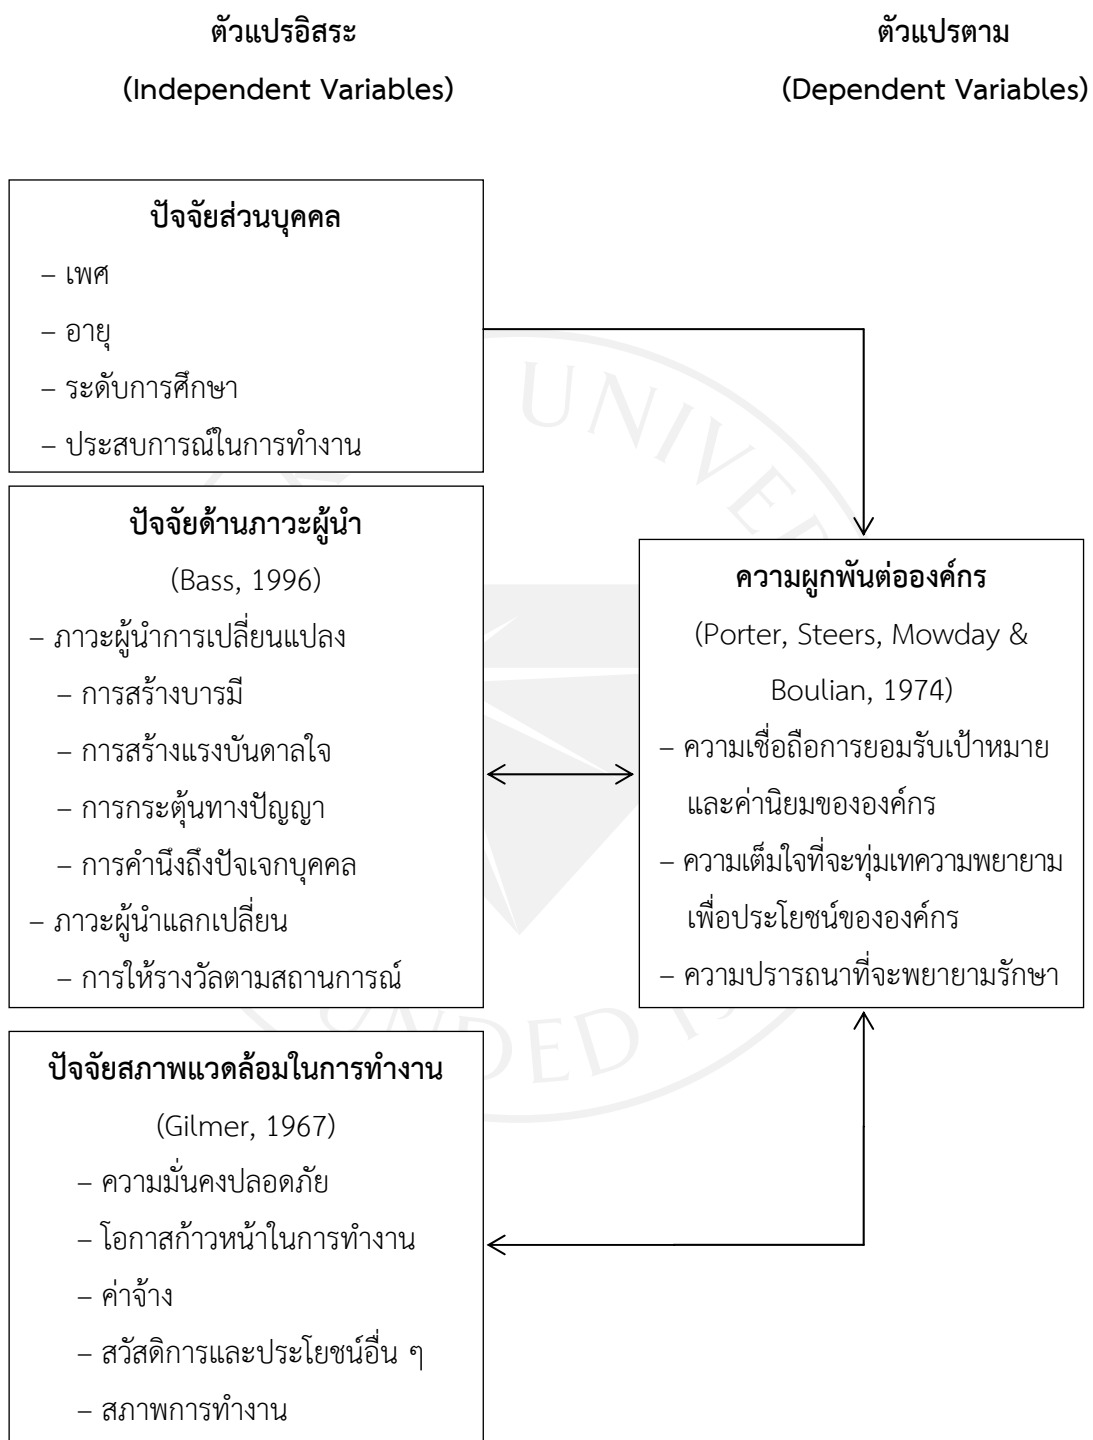 ตัวแปรอิสระ
(Independent Variables)
ตัวแปรตาม
(Dependent Variables)
ปัจจัยส่วนบุคคล
– เพศ
– อายุ
– ระดับการศึกษา
– ประสบการณ์ในการทำงาน
ปัจจัยด้านภาวะผู้นำ
(Bass, 1996)
– ภาวะผู้นำการเปลี่ยนแปลง
– การสร้างบารมี
– การสร้างแรงบันดาลใจ
– การกระตุ้นทางปัญญา
– การคำนึงถึงปัจเจกบุคคล
– ภาวะผู้นำแลกเปลี่ยน
– การให้รางวัลตามสถานการณ์
ความผูกพันต่อองค์กร
(Porter, Steers, Mowday &
Boulian, 1974)
– ความเชื่อถือการยอมรับเป้าหมาย
และค่านิยมขององค์กร
– ความเต็มใจที่จะทุ่มเทความพยายาม
เพื่อประโยชน์ขององค์กร
– ความปรารถนาที่จะพยายามรักษา
ปัจจัยสภาพแวดล้อมในการทำงาน
(Gilmer, 1967)
– ความมั่นคงปลอดภัย
– โอกาสก้าวหน้าในการทำงาน
– ค่าจ้าง
– สวัสดิการและประโยชน์อื่น ๆ
– สภาพการทำงาน